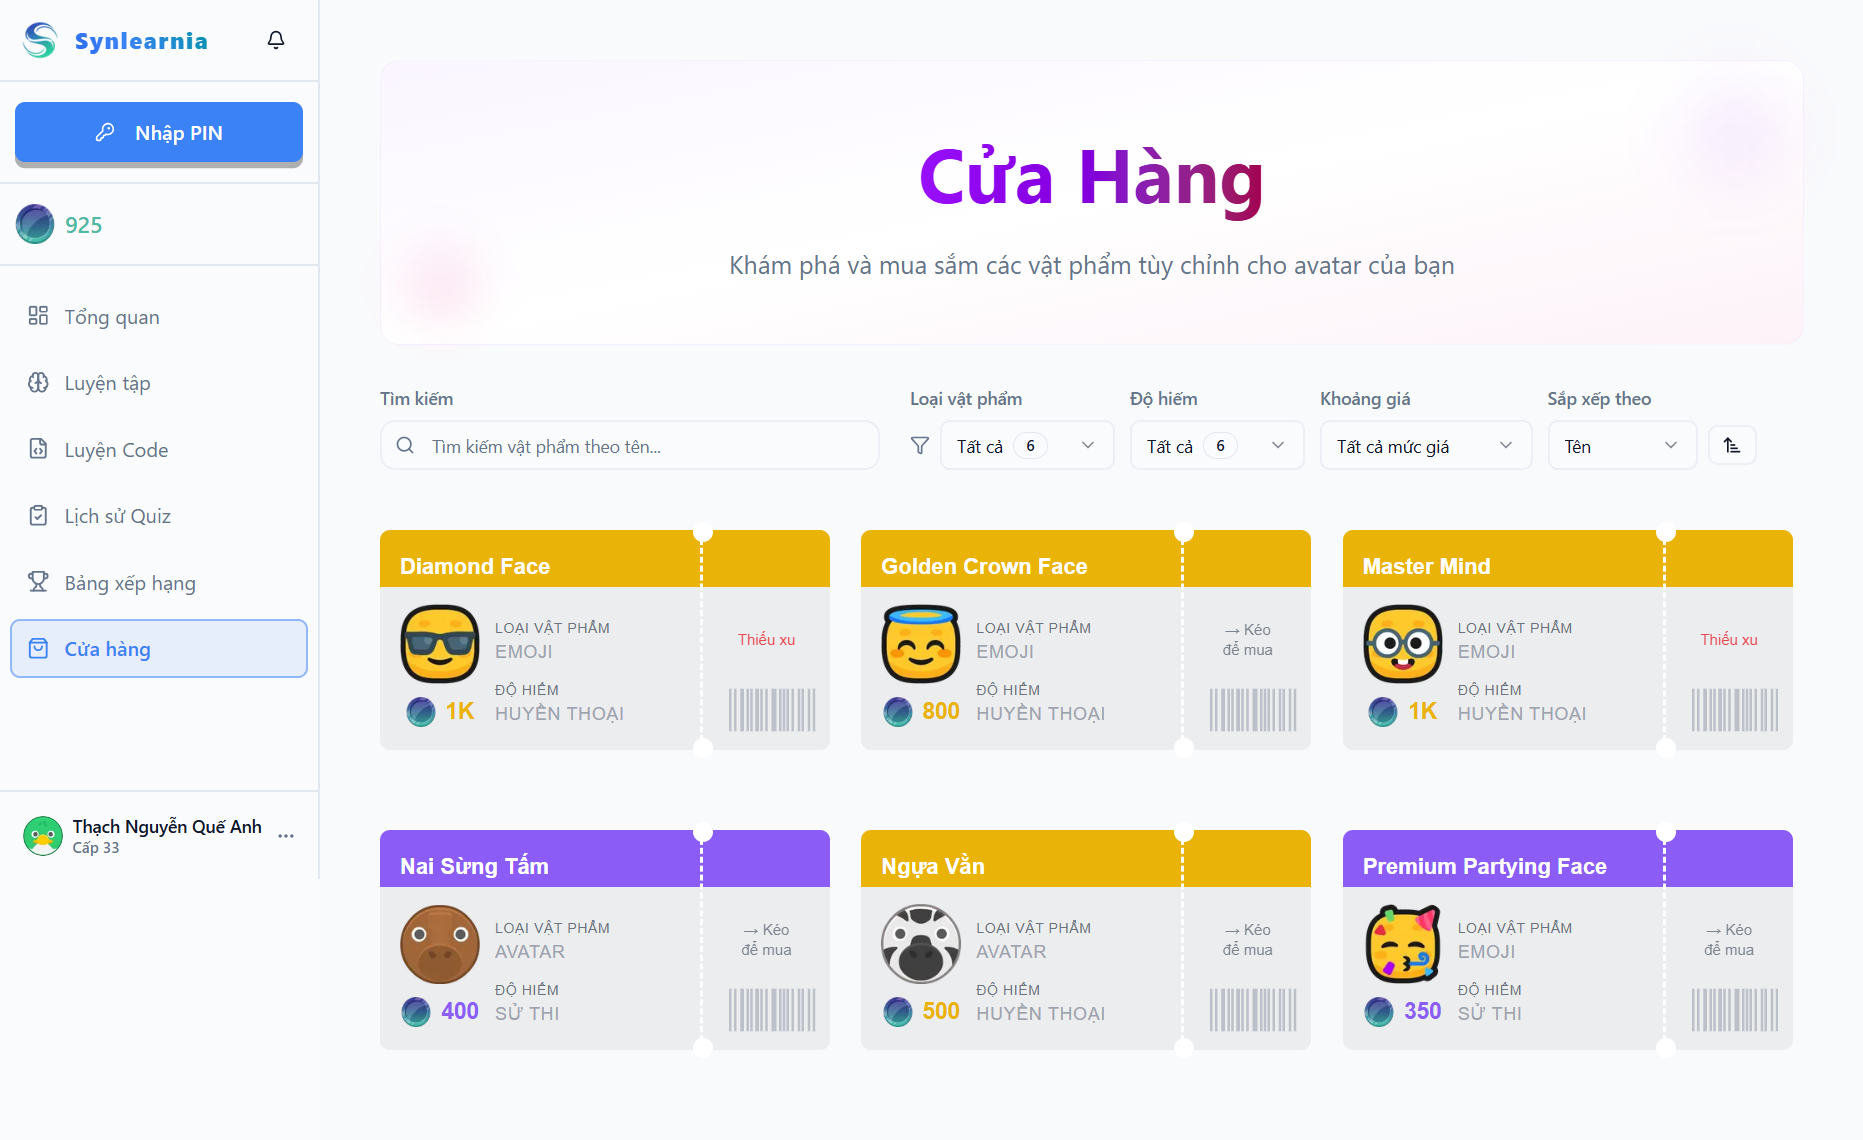 Synlearnia
Nhập PIN
925
Tổng quan
Luyện tập
Luyện Code
Lịch sử Quiz
Bảng xếp hạng
Cửa hàng
Thạch Nguyễn Quế Anh
Cấp 33
Cửa Hàng
Khám phá và mua sắm các vật phẩm tùy chỉnh cho avatar của bạn
Tìm kiếm
Tìm kiếm vật phẩm theo tên...
Loại vật phẩm
Tất cả 6
Độ hiếm
Tất cả 6
Khoảng giá
Tất cả mức giá
Sắp xếp theo
Tên
Diamond Face
LOẠI VẬT PHẨM
EMOJI
ĐỘ HIẾM
HUYỀN THOẠI
1K
Thiếu xu
Golden Crown Face
LOẠI VẬT PHẨM
EMOJI
ĐỘ HIẾM
HUYỀN THOẠI
800
→ Kéo
để mua
Master Mind
LOẠI VẬT PHẨM
EMOJI
ĐỘ HIẾM
HUYỀN THOẠI
1K
Thiếu xu
Nai Sừng Tấm
LOẠI VẬT PHẨM
AVATAR
ĐỘ HIẾM
SỬ THI
400
→ Kéo
để mua
Ngựa Vằn
LOẠI VẬT PHẨM
AVATAR
ĐỘ HIẾM
HUYỀN THOẠI
500
→ Kéo
để mua
Premium Partying Face
LOẠI VẬT PHẨM
EMOJI
ĐỘ HIẾM
SỬ THI
350
→ Kéo
để mua